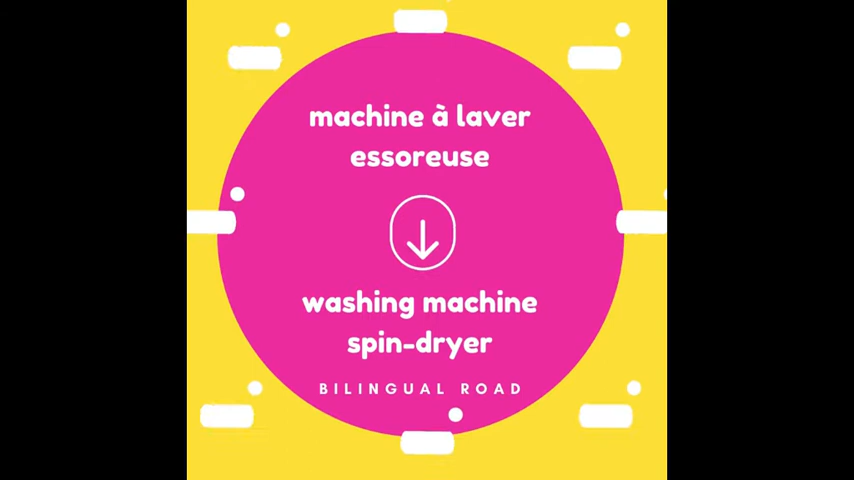 machine à laver
essoreuse
washing machine
spin-dryer
BILINGUAL ROAD